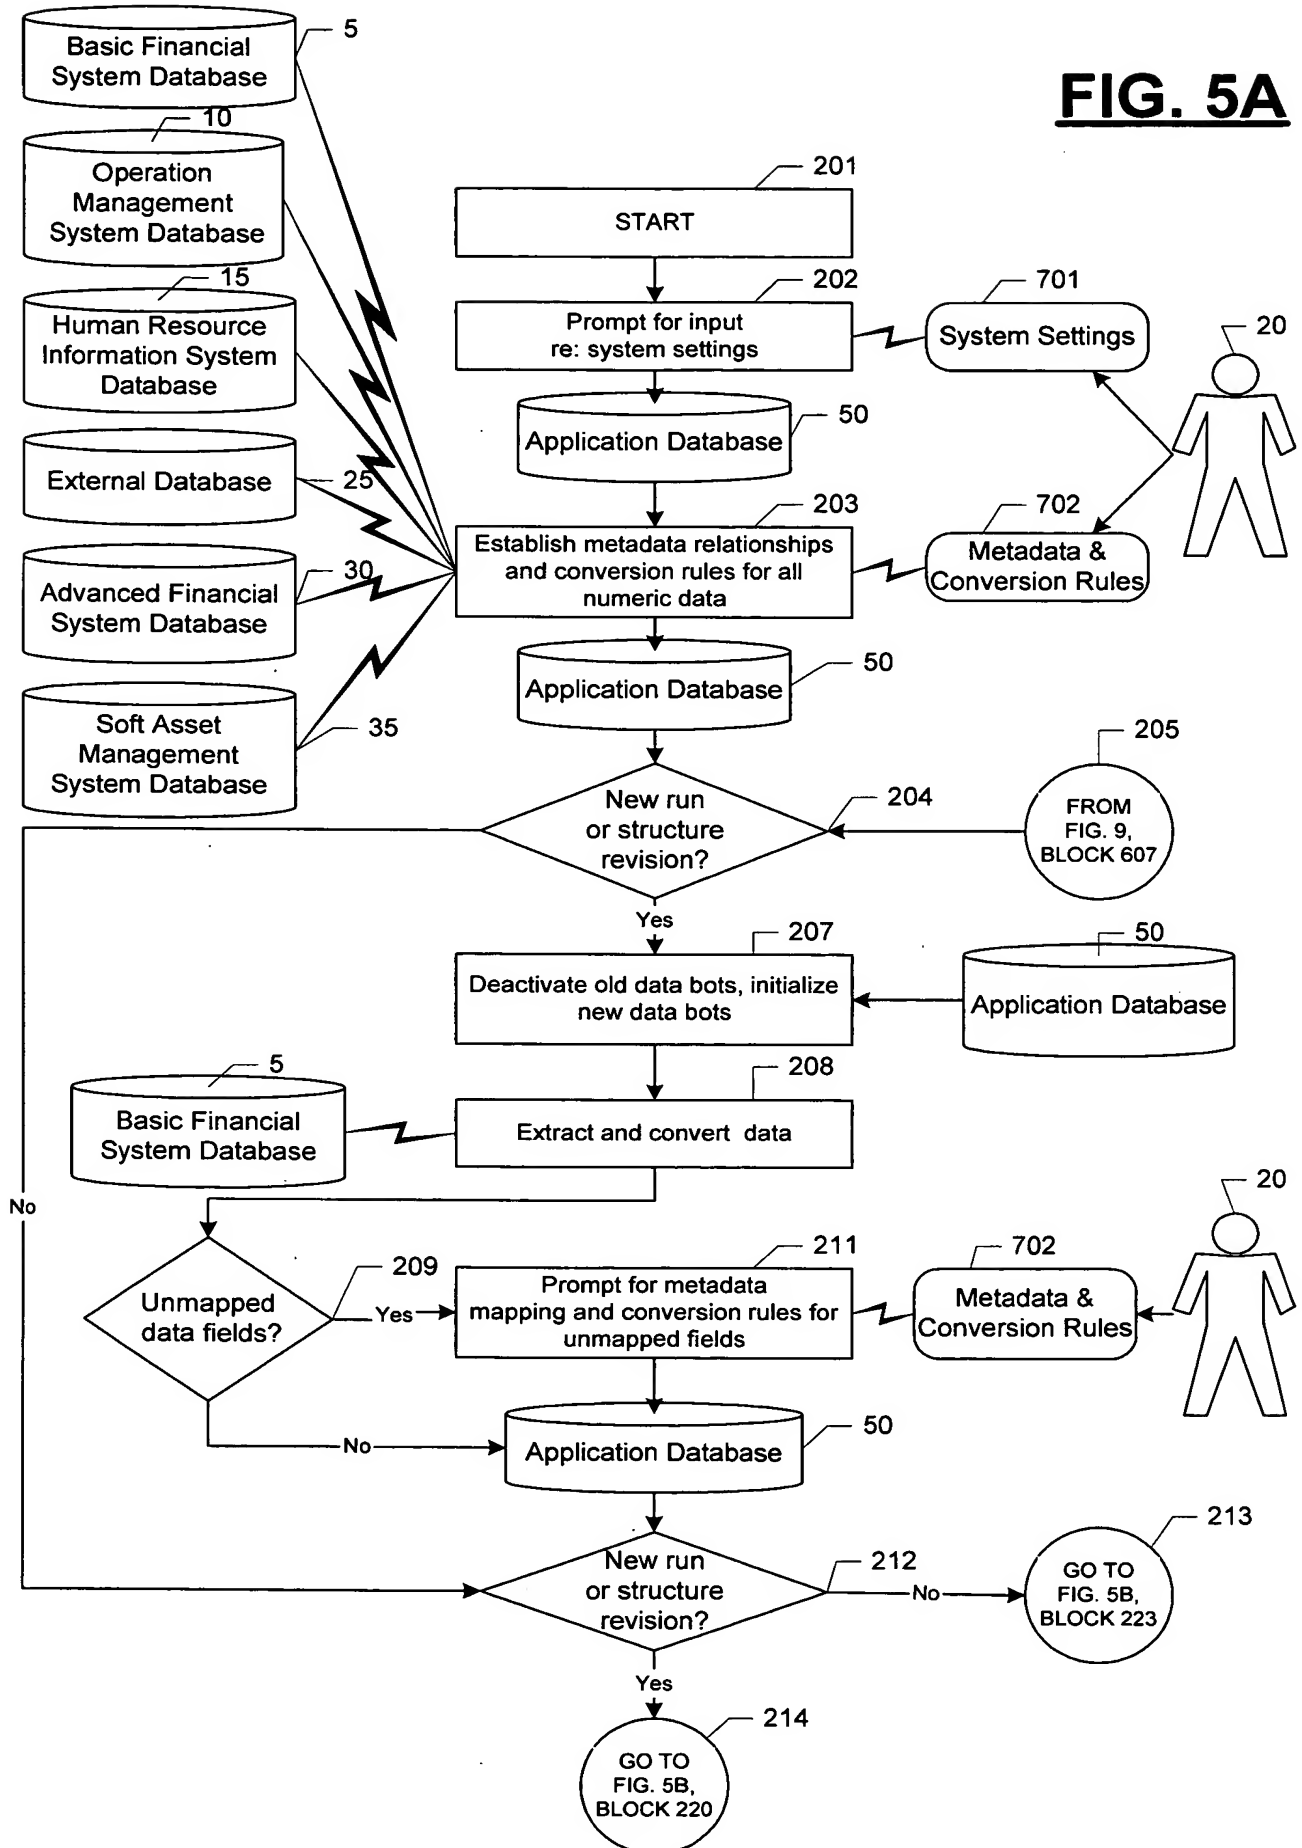 FIG. 5A
5
Basic Financial
System Database
10
Operation
Management
System Database
15
Human Resource
Information System
Database
25
External Database
30
Advanced Financial
System Database
35
Soft Asset
Management
System Database
201
START
202
Prompt for input
re: system settings
701
System Settings
20
50
Application Database
203
Establish metadata relationships
and conversion rules for all
numeric data
702
Metadata &
Conversion Rules
50
Application Database
204
New run
or structure
revision?
205
FROM
FIG. 9,
BLOCK 607
Yes
207
Deactivate old data bots, initialize
new data bots
50
Application Database
208
Extract and convert data
5
Basic Financial
System Database
No
209
Unmapped
data fields?
Yes
211
Prompt for metadata
mapping and conversion rules for
unmapped fields
702
Metadata &
Conversion Rules
20
No
50
Application Database
212
New run
or structure
revision?
No
213
GO TO
FIG. 5B,
BLOCK 223
Yes
214
GO TO
FIG. 5B,
BLOCK 220